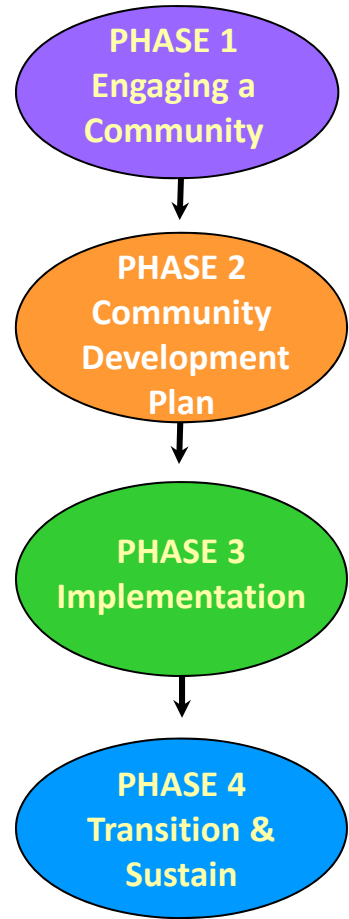 PHASE 1
Engaging a
Community
PHASE 2
Community
Development
Plan
PHASE 3
Implementation
PHASE 4
Transition &
Sustain